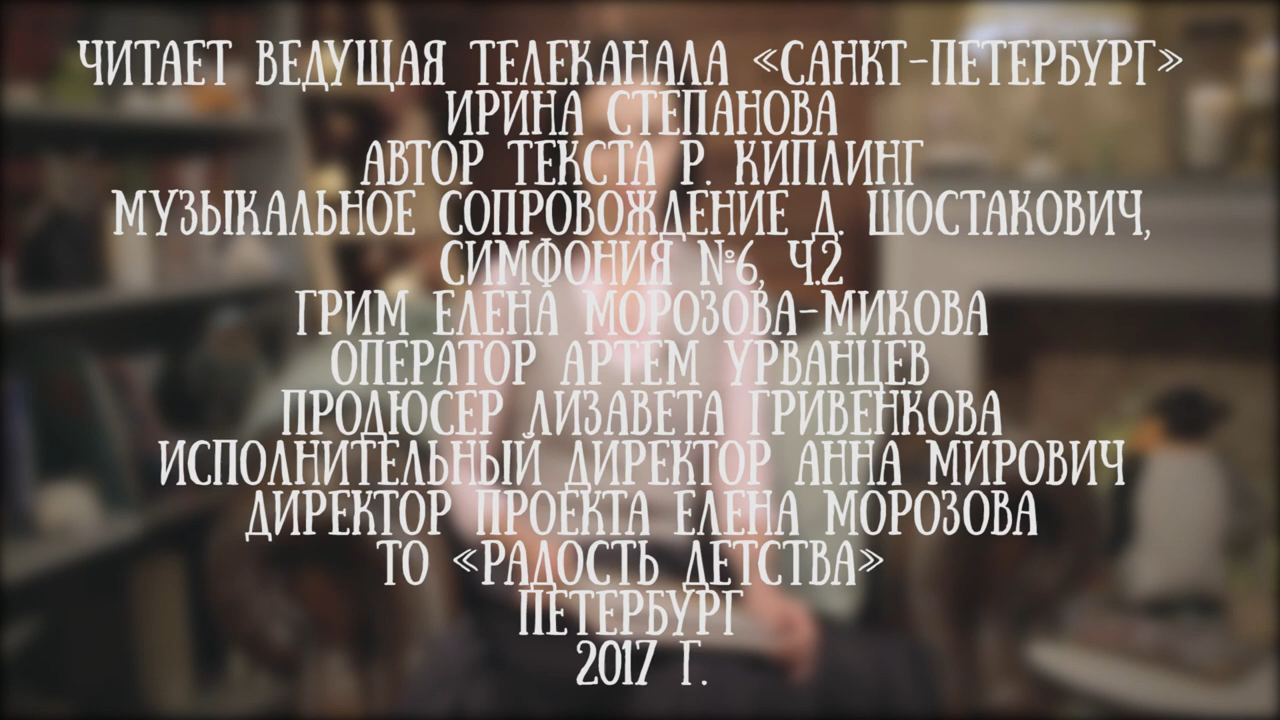 ЧИТАЕТ ВЕДУЩАЯ ТЕЛЕКАНАЛА «САНКТ-ПЕТЕРБУРГ»
ИРИНА СТЕПАНОВА
АВТОР ТЕКСТА Р. КИПЛИНГ
МУЗЫКАЛЬНОЕ СОПРОВОЖДЕНИЕ Д. ШОСТАКОВИЧ,
СИМФОНИЯ №6, Ч.2
ГРИМ ЕЛЕНА МОРОЗОВА-МИКОВА
ОПЕРАТОР АРТЕМ УРВАНЦЕВ
ПРОДЮСЕР ЛИЗАВЕТА ГРИВЕНКОВА
ИСПОЛНИТЕЛЬНЫЙ ДИРЕКТОР АННА МИРОВИЧ
ДИРЕКТОР ПРОЕКТА ЕЛЕНА МОРОЗОВА
ТО «РАДОСТЬ ДЕТСТВА»
ПЕТЕРБУРГ
2017 Г.